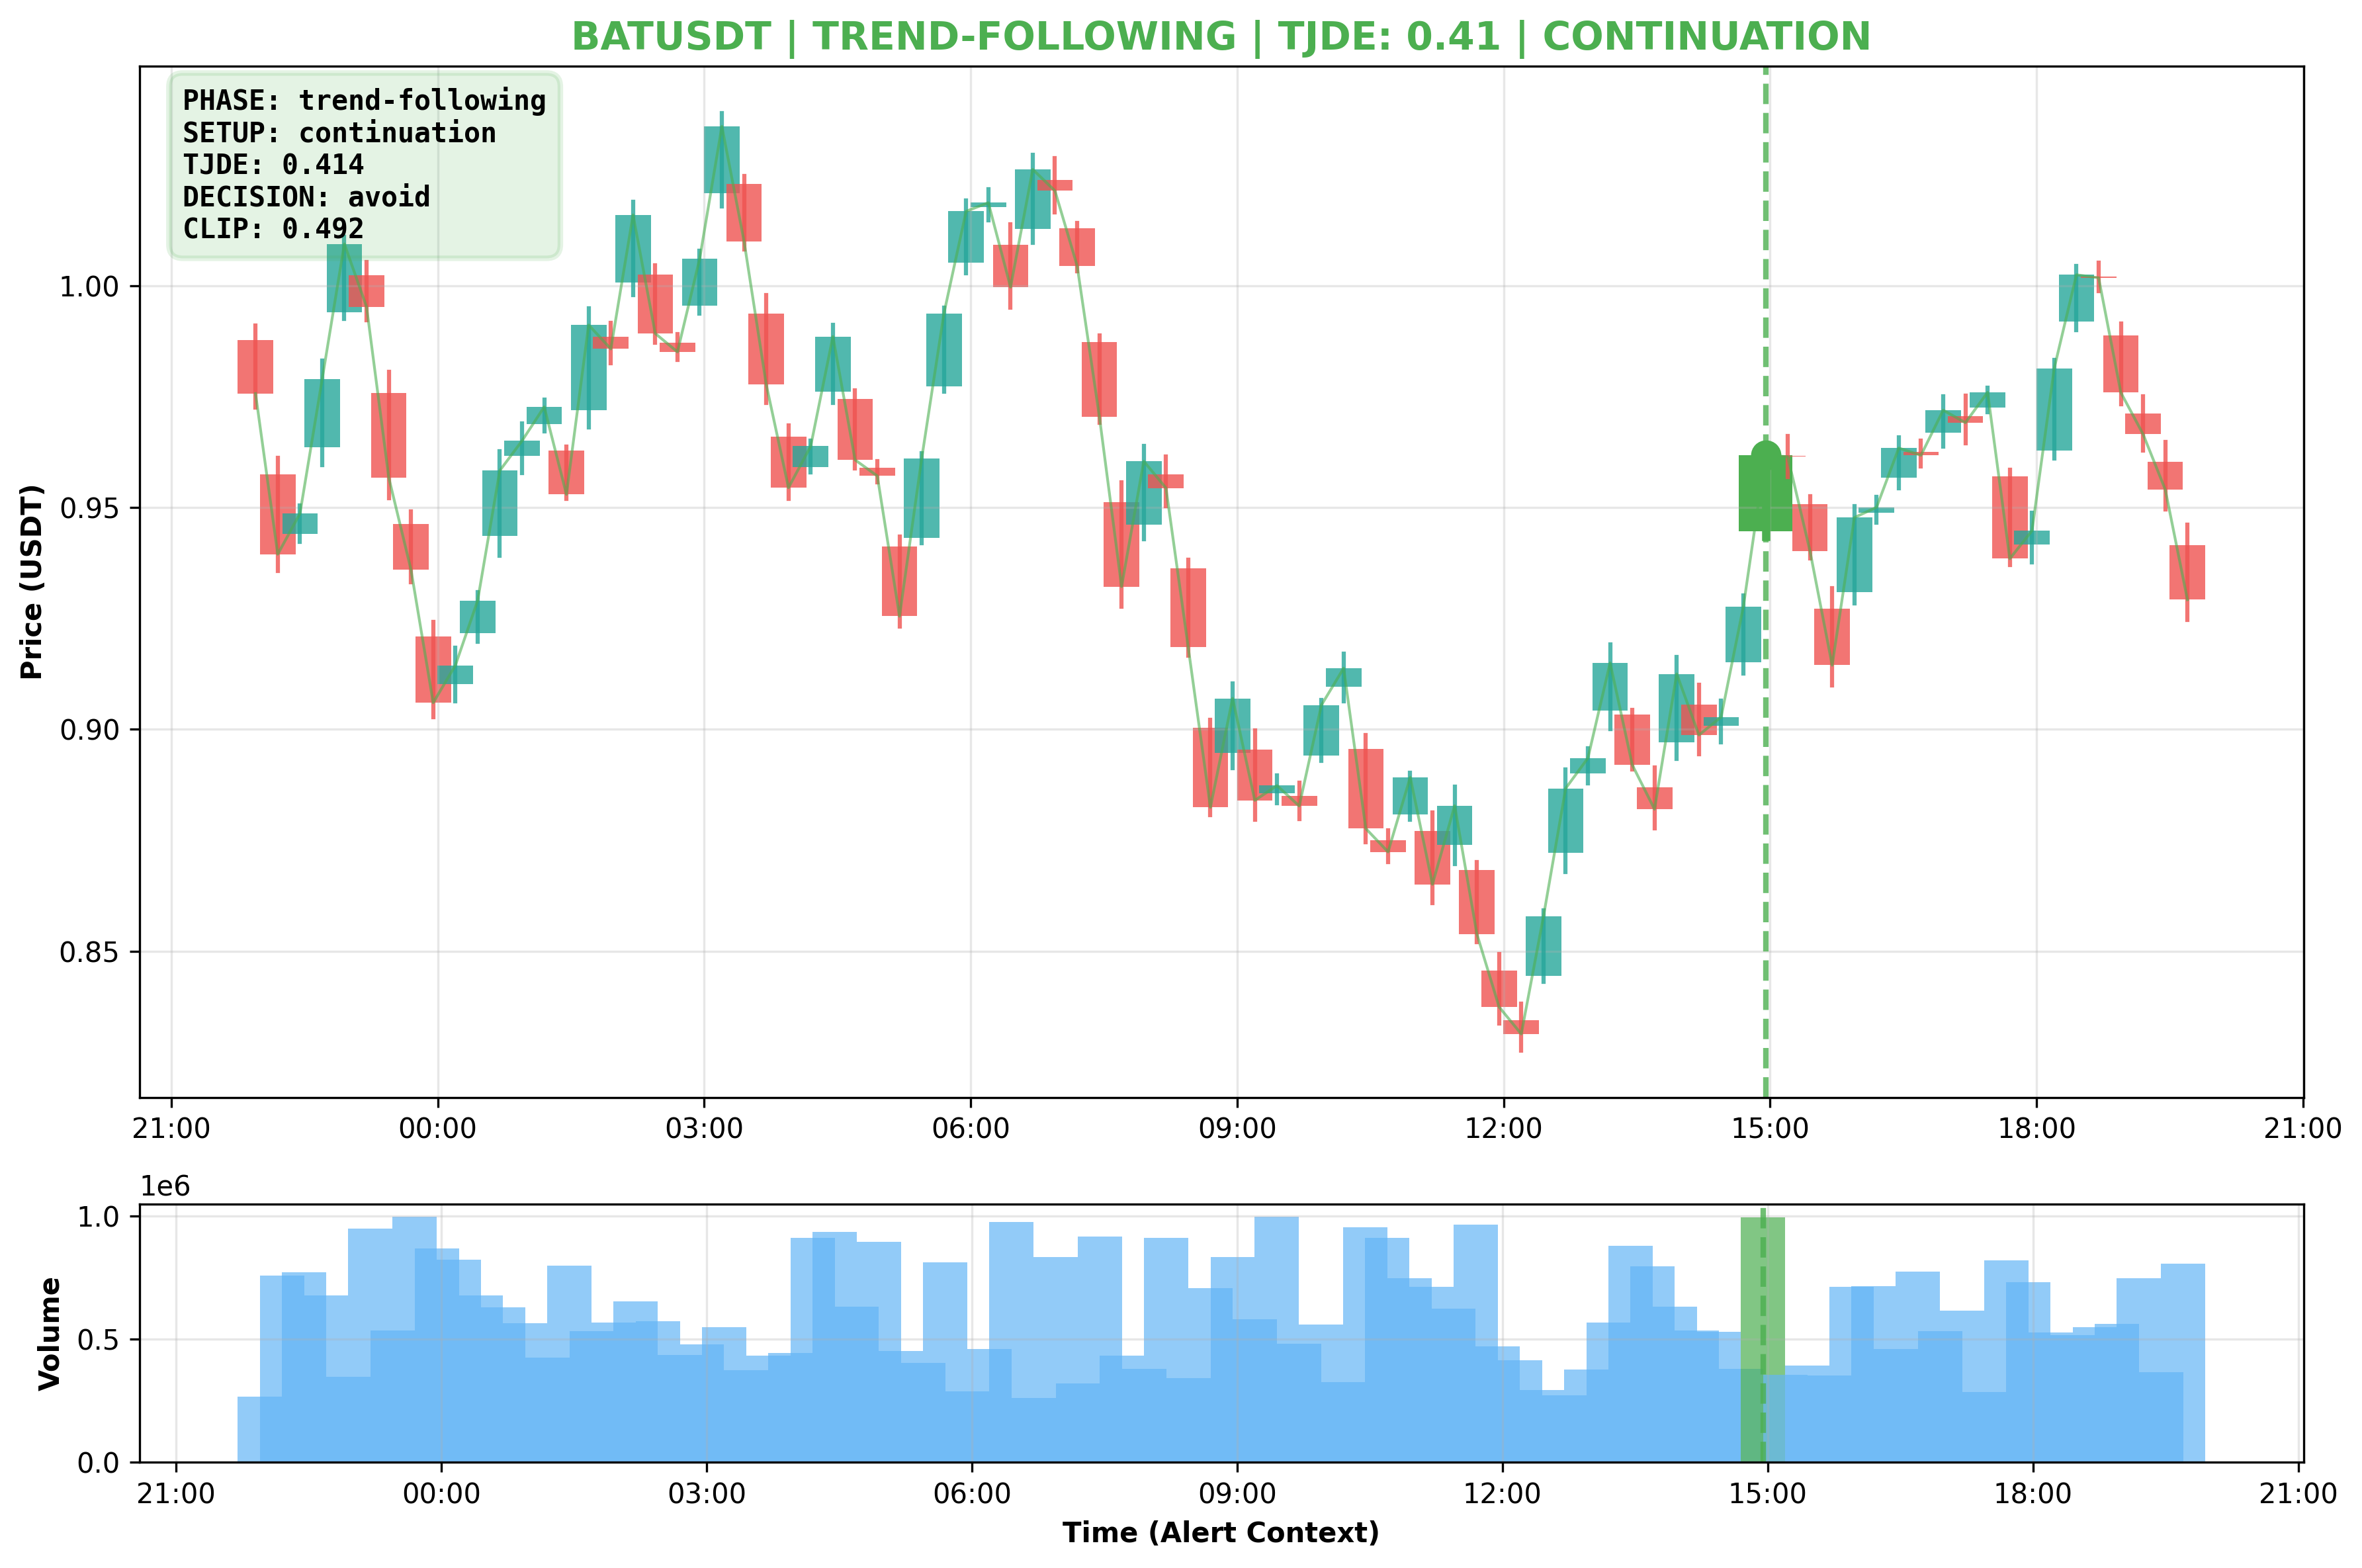 BATUSDT | TREND-FOLLOWING | TJDE: 0.41 | CONTINUATION
PHASE: trend-following
SETUP: continuation
TJDE: 0.414
DECISION: avoid
CLIP: 0.492
Price (USDT)
1.00
0.95
0.90
0.85
21:00 00:00 03:00 06:00 09:00 12:00 15:00 18:00 21:00
1e6
Volume
1.0
0.5
0.0
21:00 00:00 03:00 06:00 09:00 12:00 15:00 18:00 21:00
Time (Alert Context)